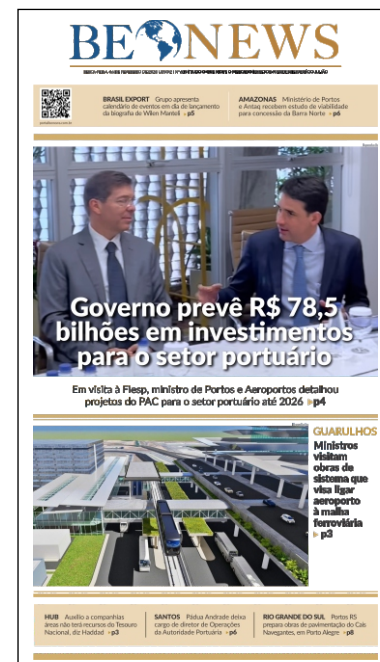 BE NEWS
BRASIL EXPORT Grupo apresenta
calendário de eventos em dia de lançamento
da biografia de Wilen Manteli ▸p5
AMAZONAS Ministério de Portos
e Antaq recebem estudo de viabilidade
para concessão da Barra Norte ▸p6
Governo prevê R$ 78,5
bilhões em investimentos
para o setor portuário
Em visita à Fiesp, ministro de Portos e Aeroportos detalhou
projetos do PAC para o setor portuário até 2026 ▸p4
GUARULHOS
Ministros
visitam
obras de
sistema que
visa ligar
aeroporto
à malha
ferroviária
▸p3
HUB Auxílio a companhias
áreas não terá recursos do Tesouro
Nacional, diz Haddad ▸p3
SANTOS Pádua Andrade deixa
cargo de diretor de Operações
da Autoridade Portuária ▸p6
RIO GRANDE DO SUL Portos RS
prepara obras de pavimentação do Cais
Navegantes, em Porto Alegre ▸p8